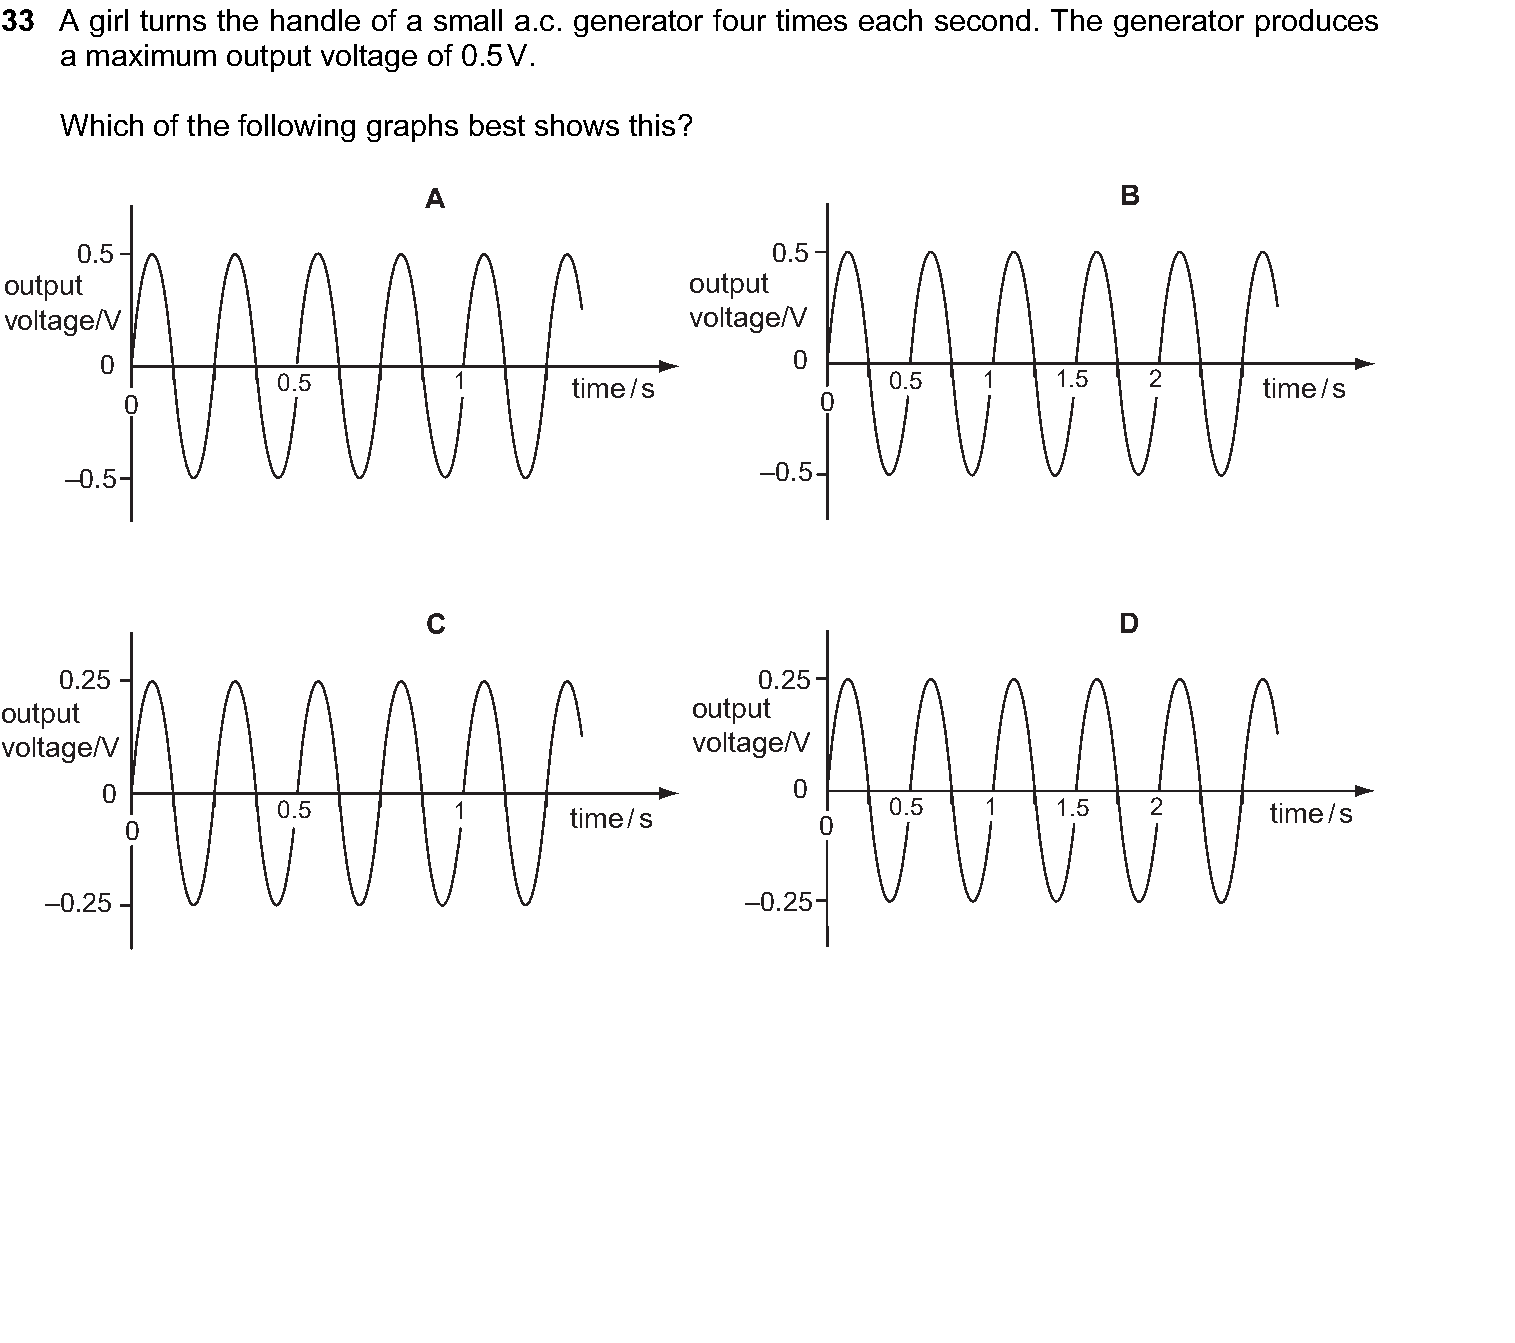 33 A girl turns the handle of a small a.c. generator four times each second. The generator produces
a maximum output voltage of 0.5 V.
Which of the following graphs best shows this?
A
0.5
output
voltage/V
0
0
0.5
1
time/s
–0.5
B
0.5
output
voltage/V
0
0
0.5
1
1.5
2
time/s
–0.5
C
0.25
output
voltage/V
0
0
0.5
1
time/s
–0.25
D
0.25
output
voltage/V
0
0
0.5
1
1.5
2
time/s
–0.25